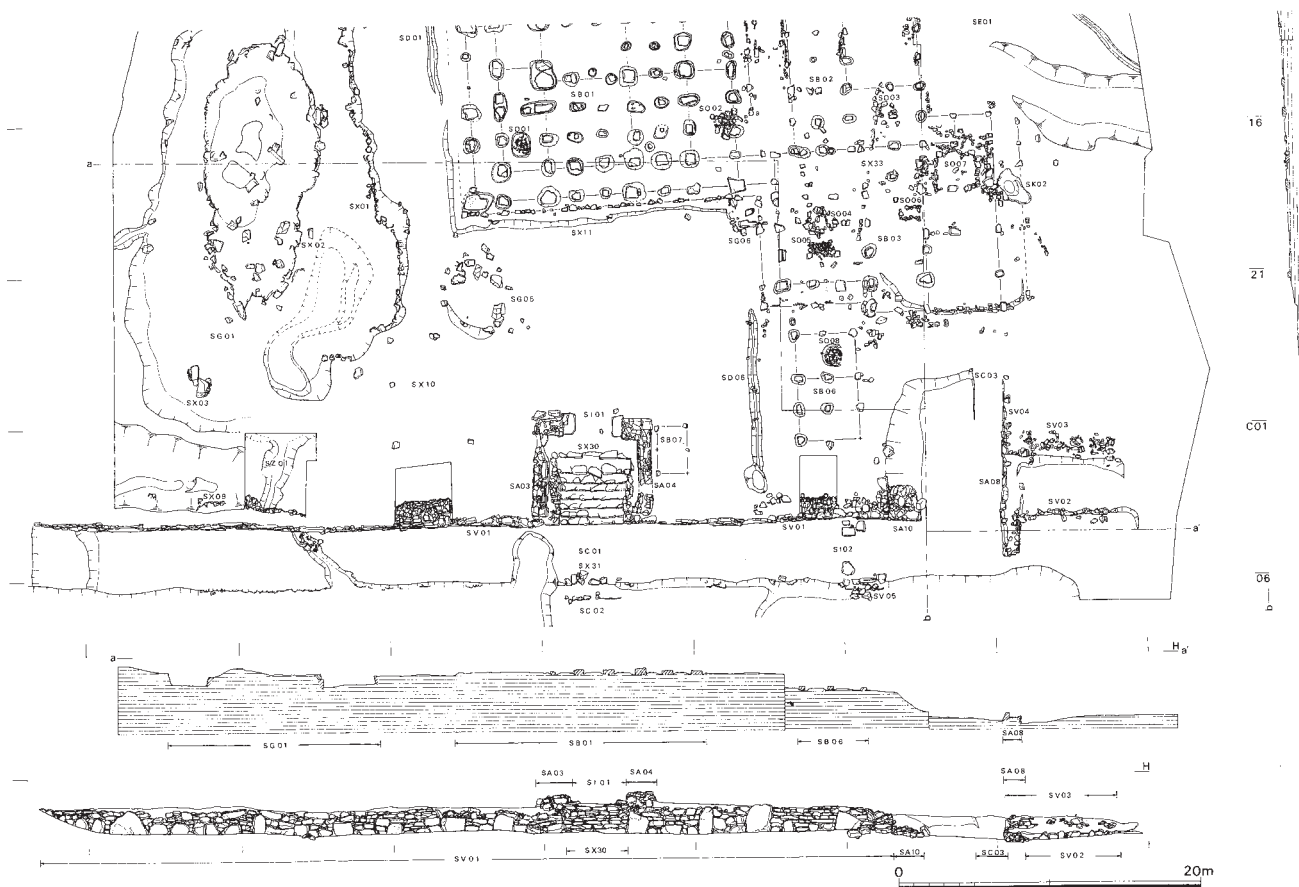 SE01
SD01
SB02
SB01
SO02
SO03
16
SO01
a
SX33
SO07
SK02
SX01
SO06
SO04
SX02
SX11
SG06
SO05
SB03
21
SG05
SG01
SO08
SD06
SC03
SX10
SB06
SX03
SI01
SV04
SB07
SV03
C01
SX30
SZ01
SX08
SA03
SA04
SA08
SV02
SV01
SV01
SA10
a'
SC01
SI02
SX31
06
SC02
SV05
b
b
a
H
a'
SA08
SG01
SB01
SB06
SA03
SA04
SI01
H
SA08
SV03
SX30
SV01
SA10
SC03
SV02
0
20m